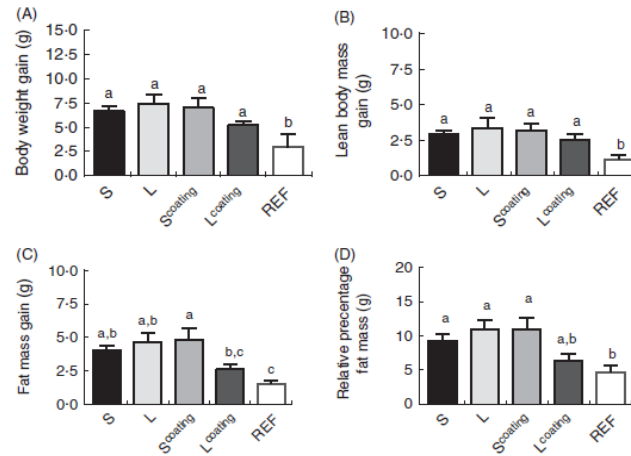 (A)
Body weight gain (g)
15·0
12·5
10·0
7·5
5·0
2·5
0·0
a
a
a
a
b
S
L
Scoating
Lcoating
REF
(B)
Lean body mass
gain (g)
10·0
7·5
5·0
2·5
0·0
a
a
a
a
b
S
L
Scoating
Lcoating
REF
(C)
Fat mass gain (g)
10·0
7·5
5·0
2·5
0·0
a,b
a,b
a
b,c
c
S
L
Scoating
Lcoating
REF
(D)
Relative precentage
fat mass (g)
20
15
10
5
0
a
a
a
a,b
b
S
L
Scoating
Lcoating
REF